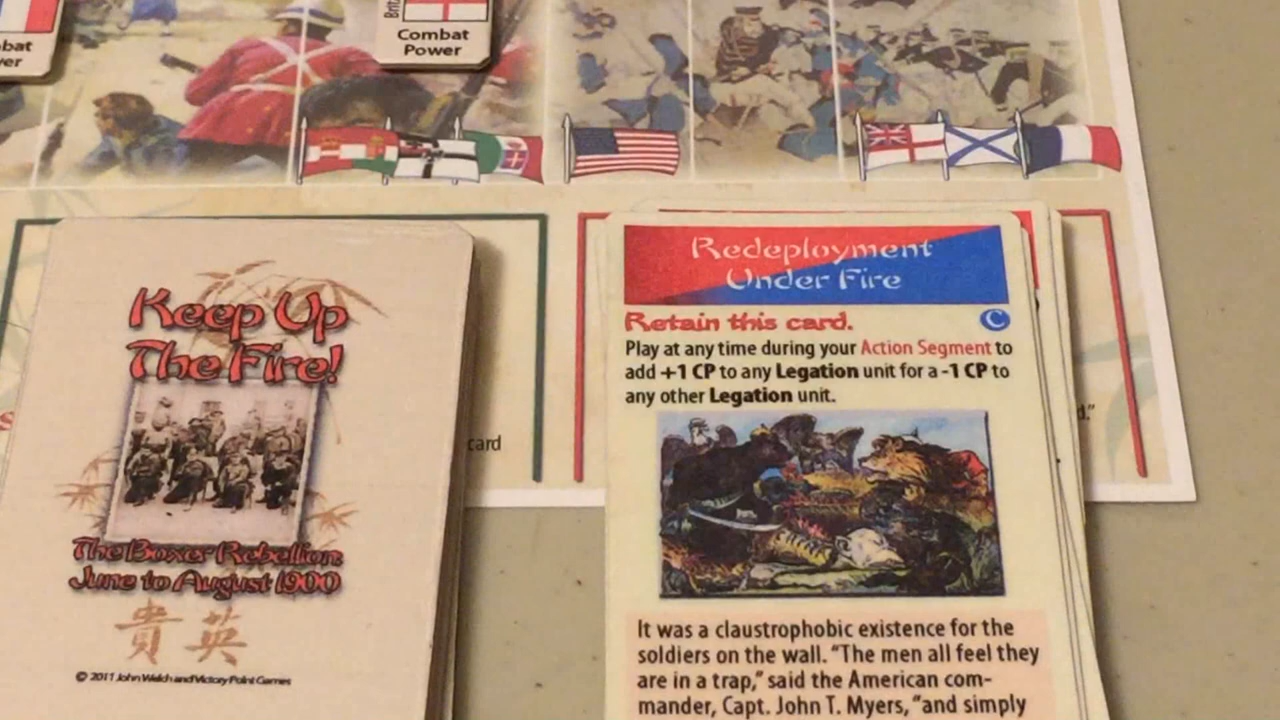 bat
er
Brit
Combat
Power
Keep Up
The Fire!
The Boxer Rebellion:
June to August 1900
貴英
© 2011 John Welch and Victory Point Games
card
Redeployment
Under Fire
Retain this card.
C
Play at any time during your Action Segment to
add +1 CP to any Legation unit for a -1 CP to
any other Legation unit.
d."
It was a claustrophobic existence for the
soldiers on the wall. “The men all feel they
are in a trap,” said the American com-
mander, Capt. John T. Myers, “and simply